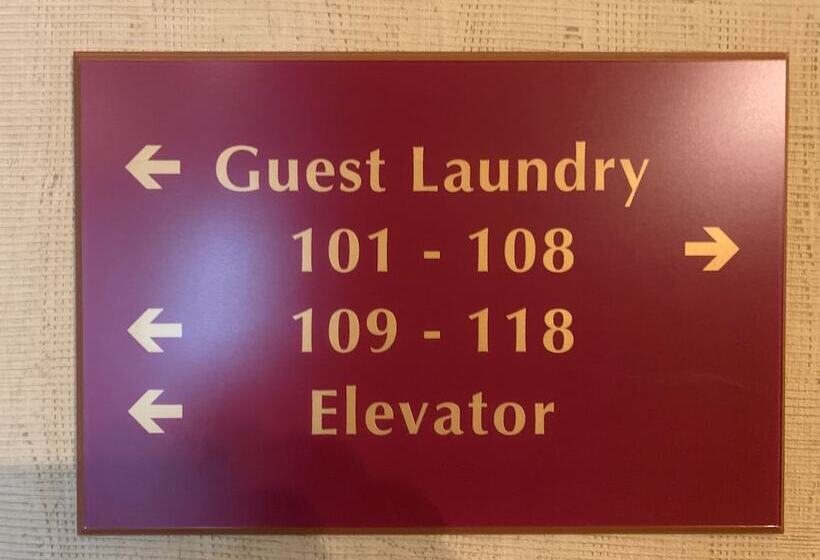 ← Guest Laundry
101 - 108 →
← 109 - 118
← Elevator